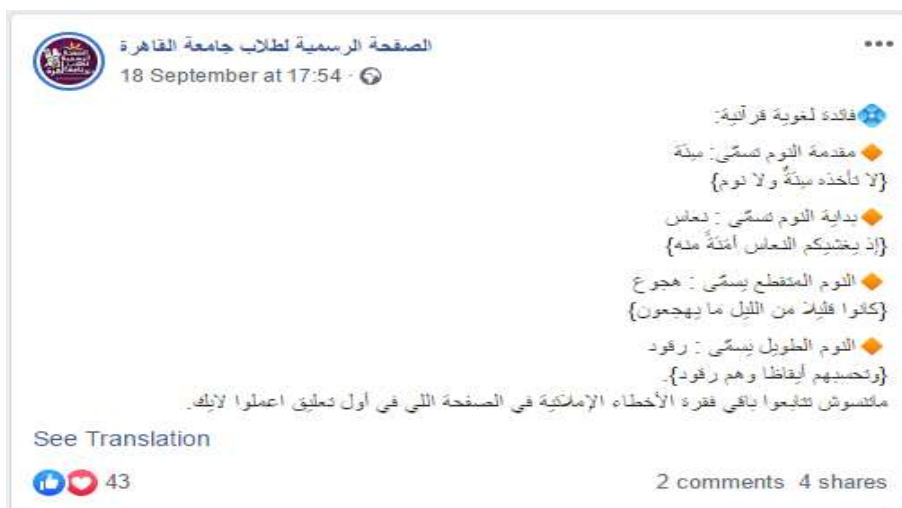 الصفحة الرسمية لطلاب جامعة القاهرة
18 September at 17:54
فائدة لغوية قرآنية:
مقدمة النوم تسمّى: سِنَة
{لا تأخذه سِنَةٌ ولا نوم}
بداية النوم تسمّى : نعاس
{إذ يغشيكم النعاس أمَنَةً منه}
النوم المتقطع يسمّى : هجوع
{كانوا قليلا من الليل ما يهجعون}
النوم الطويل يسمّى : رقود
{وتحسبهم أيقاظا وهم رقود}.
ماتنسوش تتابعوا باقي فقرة الأخطاء الإملائية في الصفحة اللي في أول تعليق اعملوا لايك.
See Translation
43
2 comments 4 shares